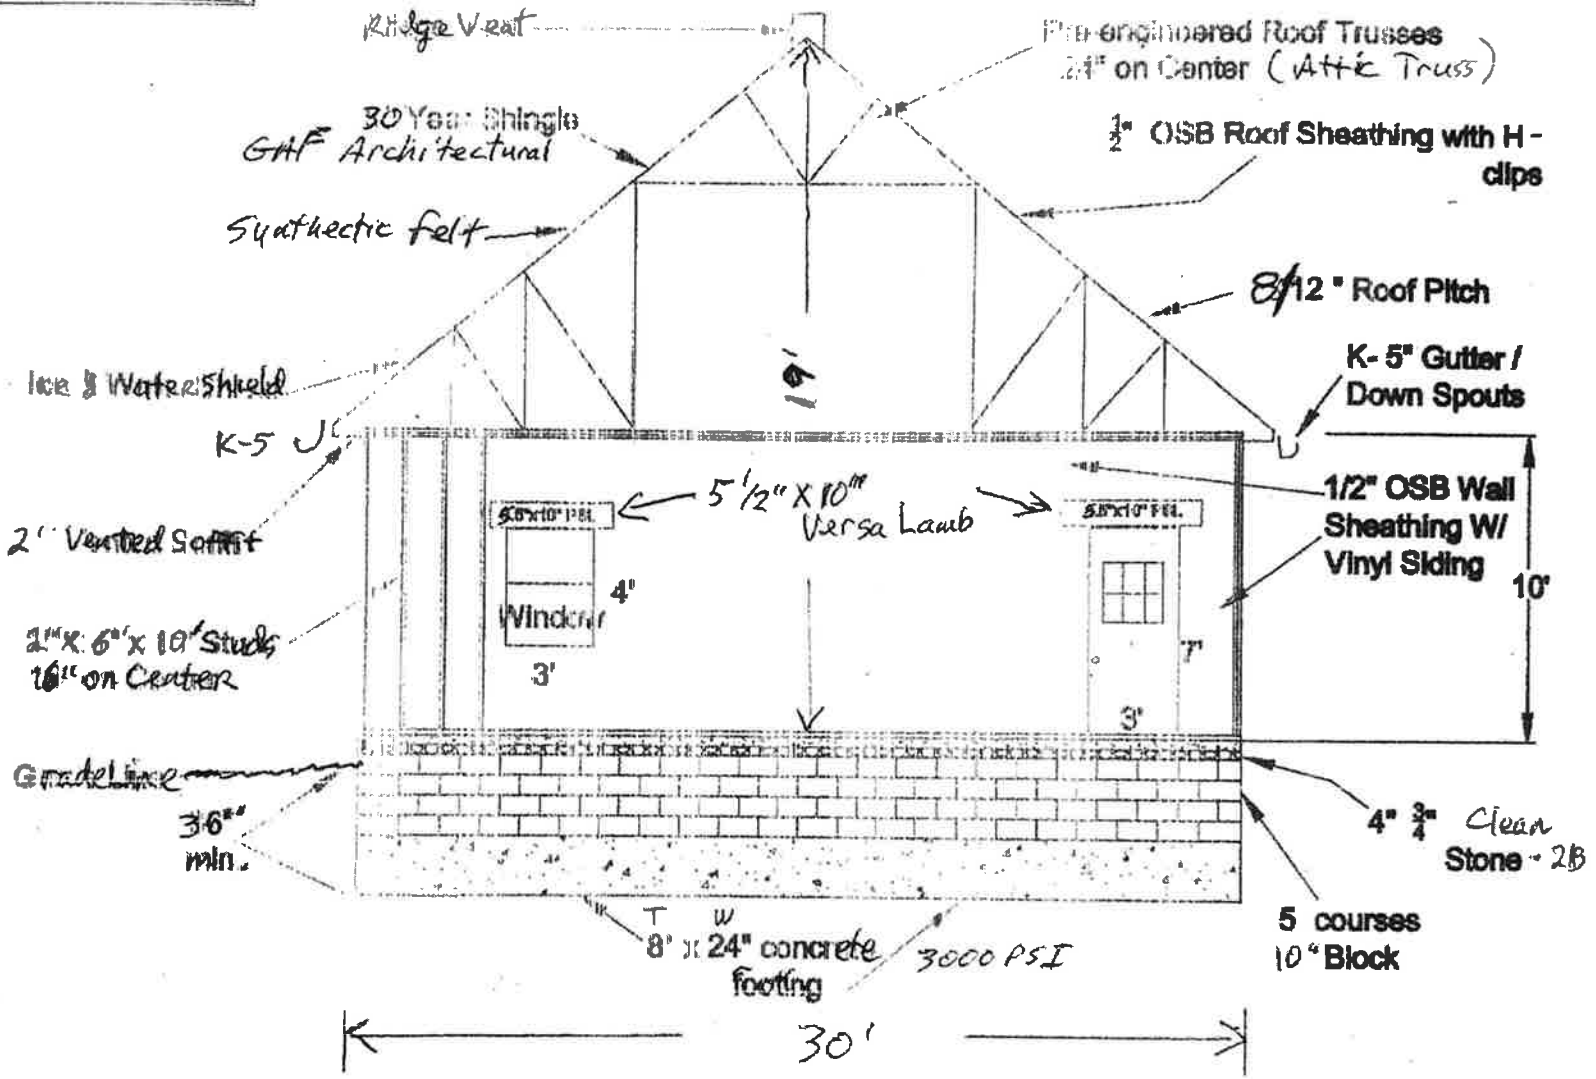 Ridge Vent
Pre-engineered Roof Trusses
24" on Center (Attic Truss)
30 Year Shingle
GAF Architectural
1/2" OSB Roof Sheathing with H-
clips
Synthectic felt
8/12 " Roof Pitch
K- 5" Gutter /
Down Spouts
Ice & Water Shield
K-5
19'
5 1/2" X 10"
Versa Lamb
1/2" OSB Wall
Sheathing W/
Vinyl Siding
2' Vented Soffit
4'
Window
3'
7'
3'
10'
2" x 6" x 10' Studs
16" on Center
GradeLine
36"
min.
4" 3/4" Clean
Stone - 2B
T W
8' x 24" concrete
footing
3000 PSI
5 courses
10" Block
30'